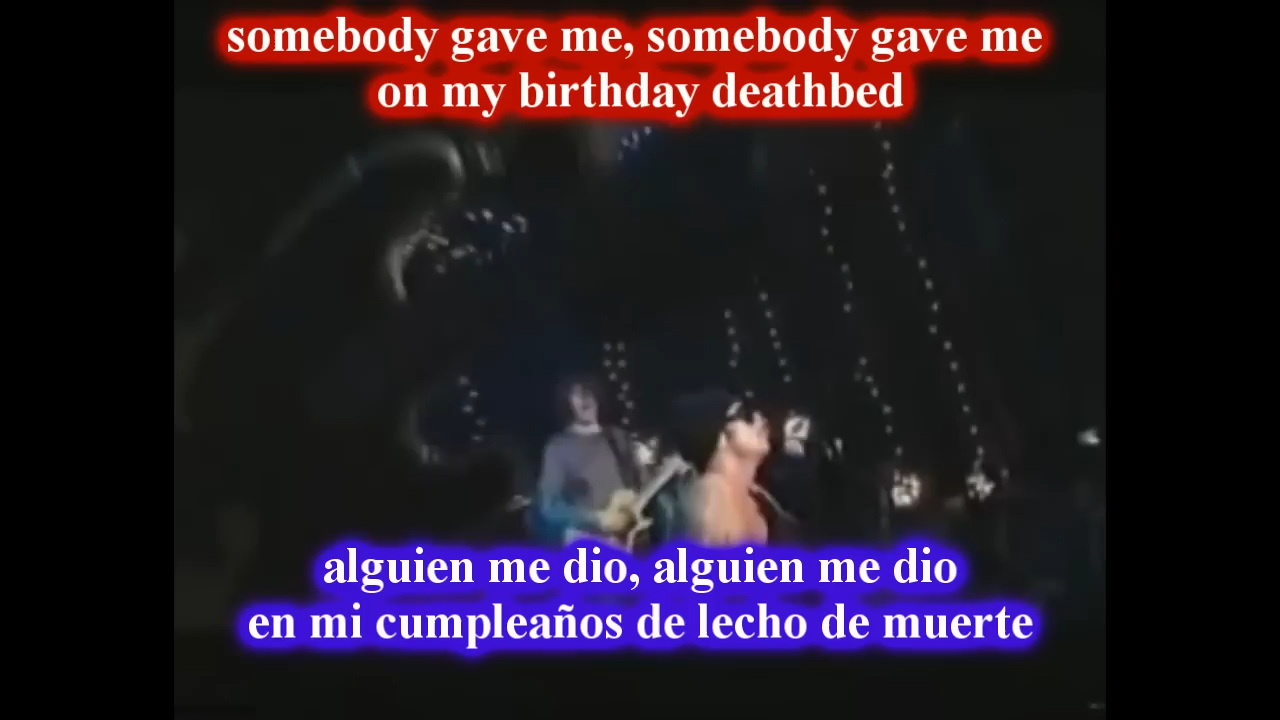 somebody gave me, somebody gave me
on my birthday deathbed
alguien me dio, alguien me dio
en mi cumpleaños de lecho de muerte